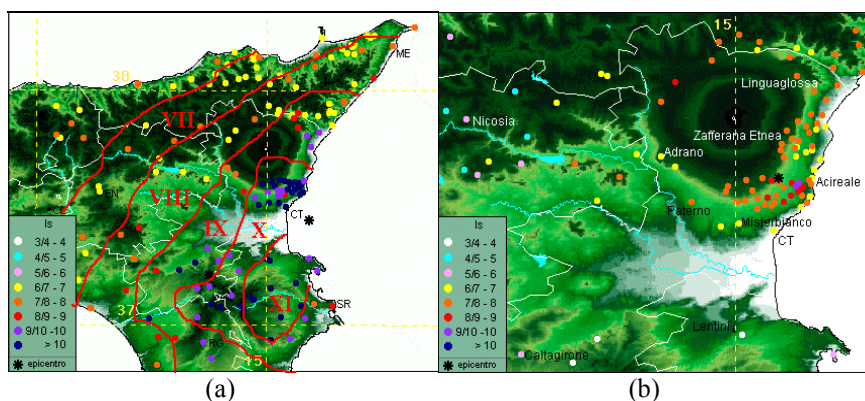 38
ME
VII
EN
VIII
CT
IX
X
XI
37
SR
RG
15
Is
3/4 - 4
4/5 - 5
5/6 - 6
6/7 - 7
7/8 - 8
8/9 - 9
9/10 -10
> 10
epicentro
(a)
15
Linguaglossa
Nicosia
Zafferana Etnea
Adrano
Acireale
Paterno
Misterbianco
CT
Lentini
Caltagirone
Is
3/4 - 4
4/5 - 5
5/6 - 6
6/7 - 7
7/8 - 8
8/9 - 9
9/10 -10
> 10
epicentro
(b)